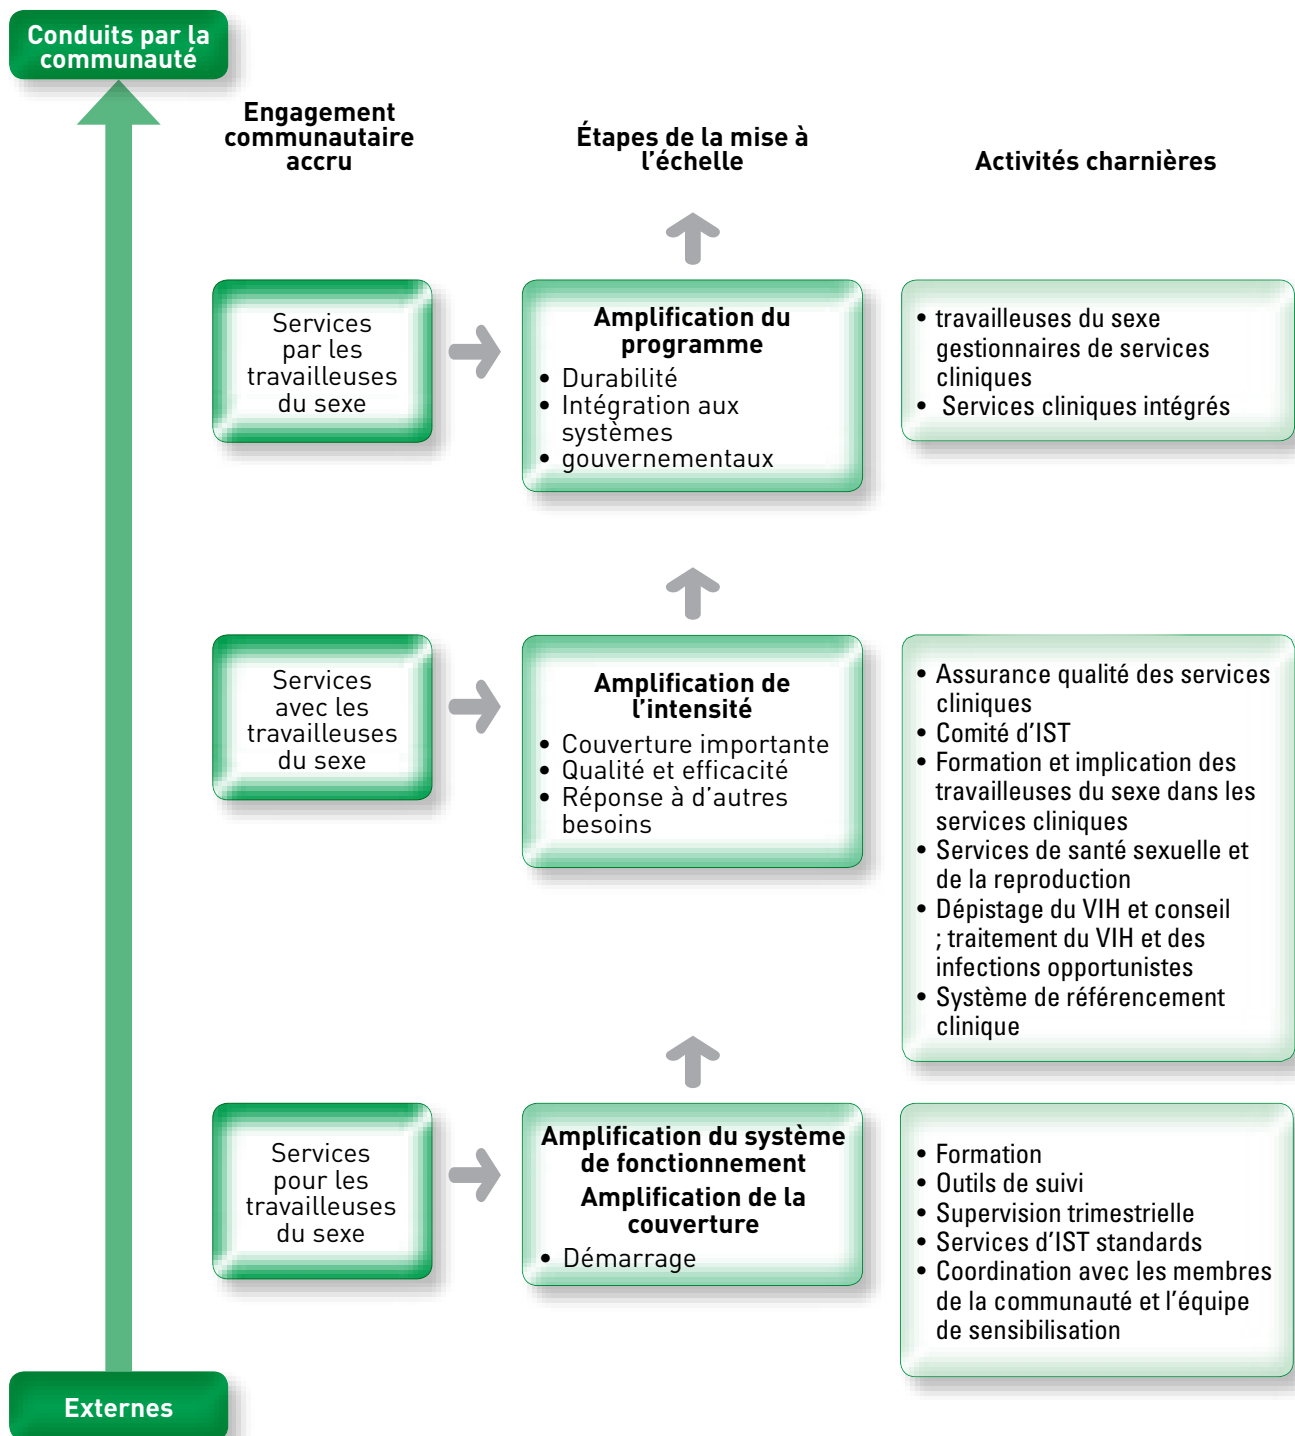 Conduits par la
communauté
Engagement
communautaire
accru
Étapes de la mise à
l’échelle
Activités charnières
Services
par les
travailleuses
du sexe
Amplification du
programme
• Durabilité
• Intégration aux
systèmes
• gouvernementaux
• travailleuses du sexe
gestionnaires de services
cliniques
• Services cliniques intégrés
Services
avec les
travailleuses
du sexe
Amplification de
l’intensité
• Couverture importante
• Qualité et efficacité
• Réponse à d’autres
besoins
• Assurance qualité des services
cliniques
• Comité d’IST
• Formation et implication des
travailleuses du sexe dans les
services cliniques
• Services de santé sexuelle et
de la reproduction
• Dépistage du VIH et conseil
; traitement du VIH et des
infections opportunistes
• Système de référencement
clinique
Services
pour les
travailleuses
du sexe
Amplification du système
de fonctionnement
Amplification de la
couverture
• Démarrage
• Formation
• Outils de suivi
• Supervision trimestrielle
• Services d’IST standards
• Coordination avec les membres
de la communauté et l’équipe
de sensibilisation
Externes